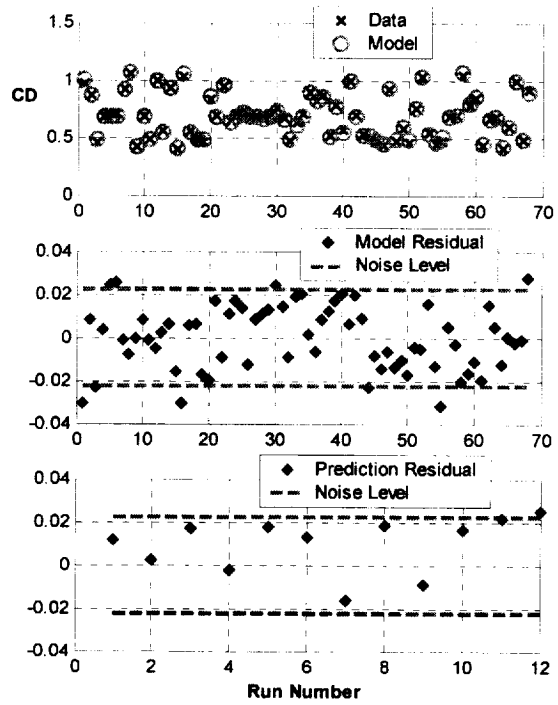 1.5
Data
Model
1
CD
0.5
0
0 10 20 30 40 50 60 70
0.04
Model Residual
Noise Level
0.02
0
-0.02
-0.04
0 10 20 30 40 50 60 70
0.04
Prediction Residual
Noise Level
0.02
0
-0.02
-0.04
0 2 4 6 8 10 12
Run Number